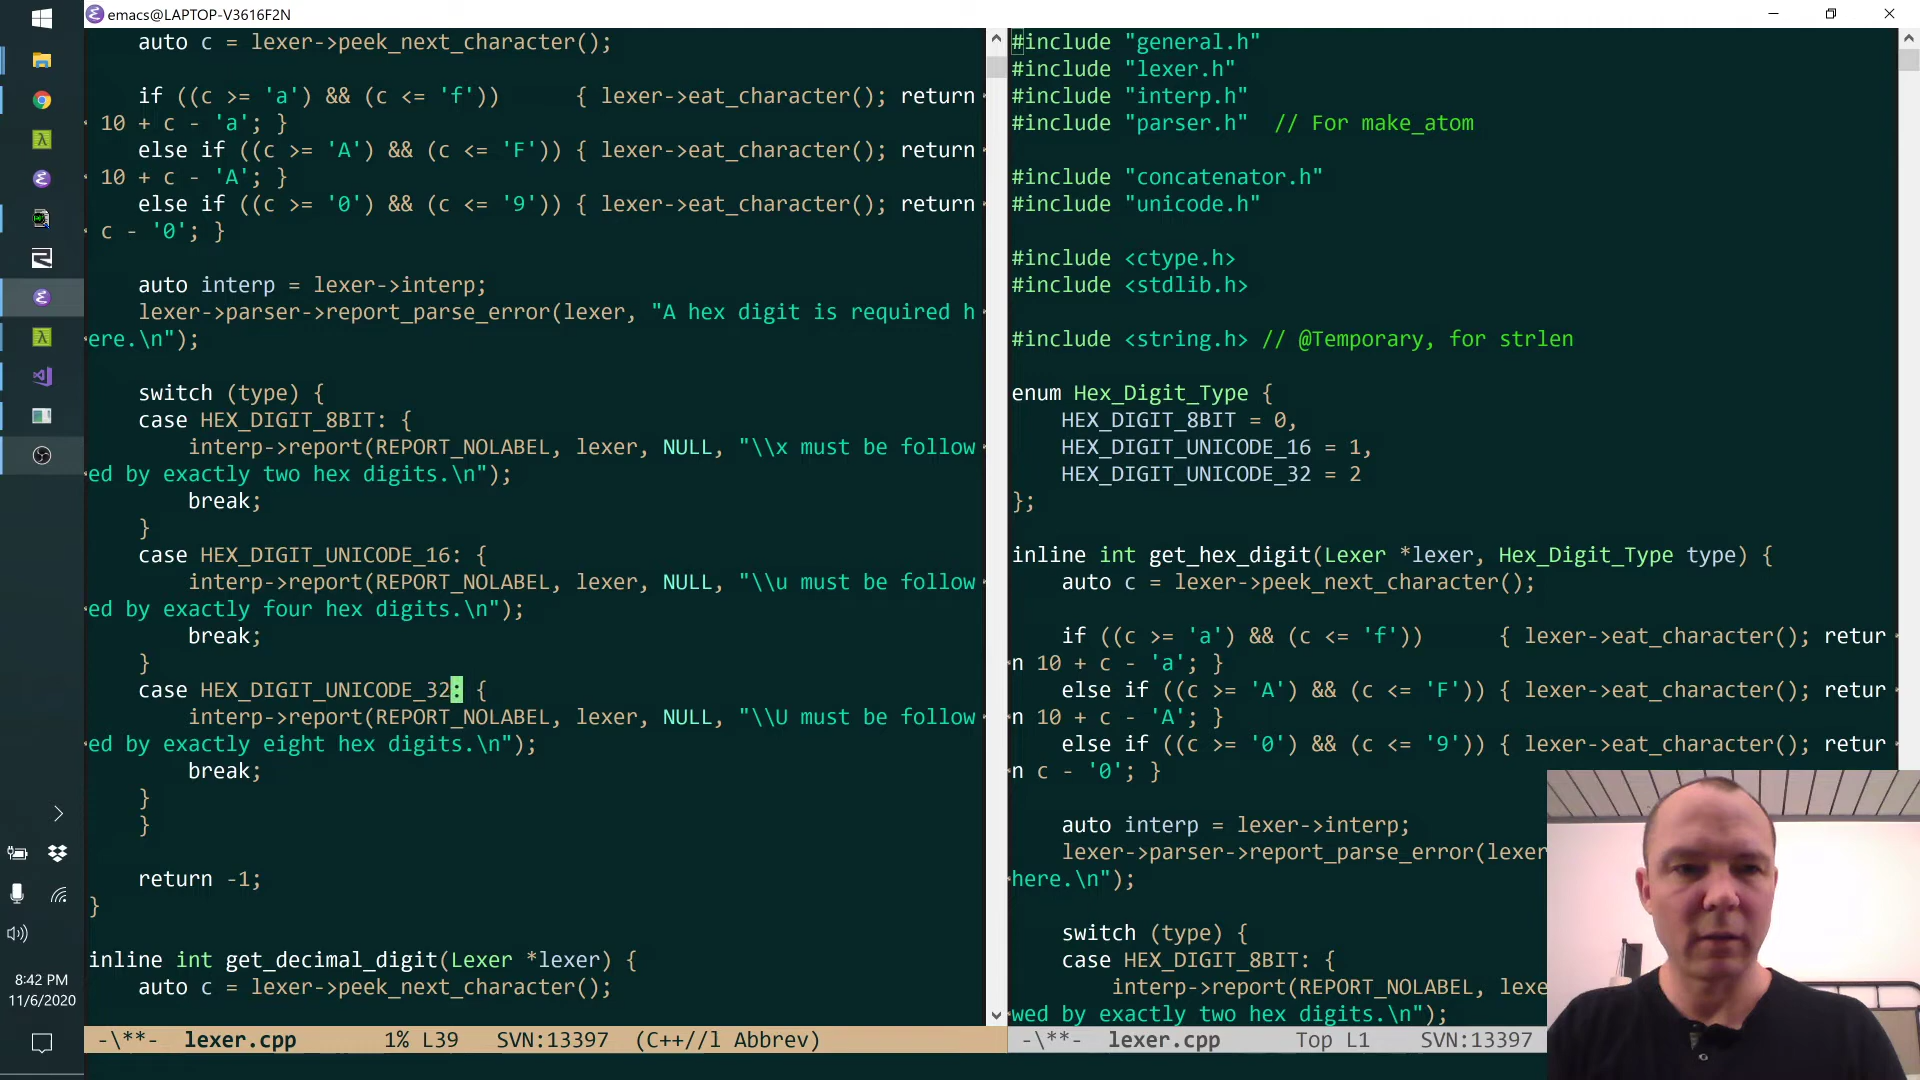 emacs@LAPTOP-V3616F2N
auto c = lexer->peek_next_character();
if ((c >= 'a') && (c <= 'f'))      { lexer->eat_character(); return
10 + c - 'a'; }
else if ((c >= 'A') && (c <= 'F')) { lexer->eat_character(); return
10 + c - 'A'; }
else if ((c >= '0') && (c <= '9')) { lexer->eat_character(); return
c - '0'; }
auto interp = lexer->interp;
lexer->parser->report_parse_error(lexer, "A hex digit is required h
ere.\n");
switch (type) {
case HEX_DIGIT_8BIT: {
interp->report(REPORT_NOLABEL, lexer, NULL, "\\x must be follow
ed by exactly two hex digits.\n");
break;
}
case HEX_DIGIT_UNICODE_16: {
interp->report(REPORT_NOLABEL, lexer, NULL, "\\u must be follow
ed by exactly four hex digits.\n");
break;
}
case HEX_DIGIT_UNICODE_32: {
interp->report(REPORT_NOLABEL, lexer, NULL, "\\U must be follow
ed by exactly eight hex digits.\n");
break;
}
}
return -1;
}
inline int get_decimal_digit(Lexer *lexer) {
auto c = lexer->peek_next_character();
-\**-  lexer.cpp       1% L39   SVN:13397  (C++//l Abbrev)
#include "general.h"
#include "lexer.h"
#include "interp.h"
#include "parser.h"  // For make_atom
#include "concatenator.h"
#include "unicode.h"
#include <ctype.h>
#include <stdlib.h>
#include <string.h> // @Temporary, for strlen
enum Hex_Digit_Type {
HEX_DIGIT_8BIT = 0,
HEX_DIGIT_UNICODE_16 = 1,
HEX_DIGIT_UNICODE_32 = 2
};
inline int get_hex_digit(Lexer *lexer, Hex_Digit_Type type) {
auto c = lexer->peek_next_character();
if ((c >= 'a') && (c <= 'f'))      { lexer->eat_character(); retur
n 10 + c - 'a'; }
else if ((c >= 'A') && (c <= 'F')) { lexer->eat_character(); retur
n 10 + c - 'A'; }
else if ((c >= '0') && (c <= '9')) { lexer->eat_character(); retur
n c - '0'; }
auto interp = lexer->interp;
lexer->parser->report_parse_error(lexer
here.\n");
switch (type) {
case HEX_DIGIT_8BIT: {
interp->report(REPORT_NOLABEL, lexe
wed by exactly two hex digits.\n");
-\**-  lexer.cpp      Top L1    SVN:13397
8:42 PM
11/6/2020